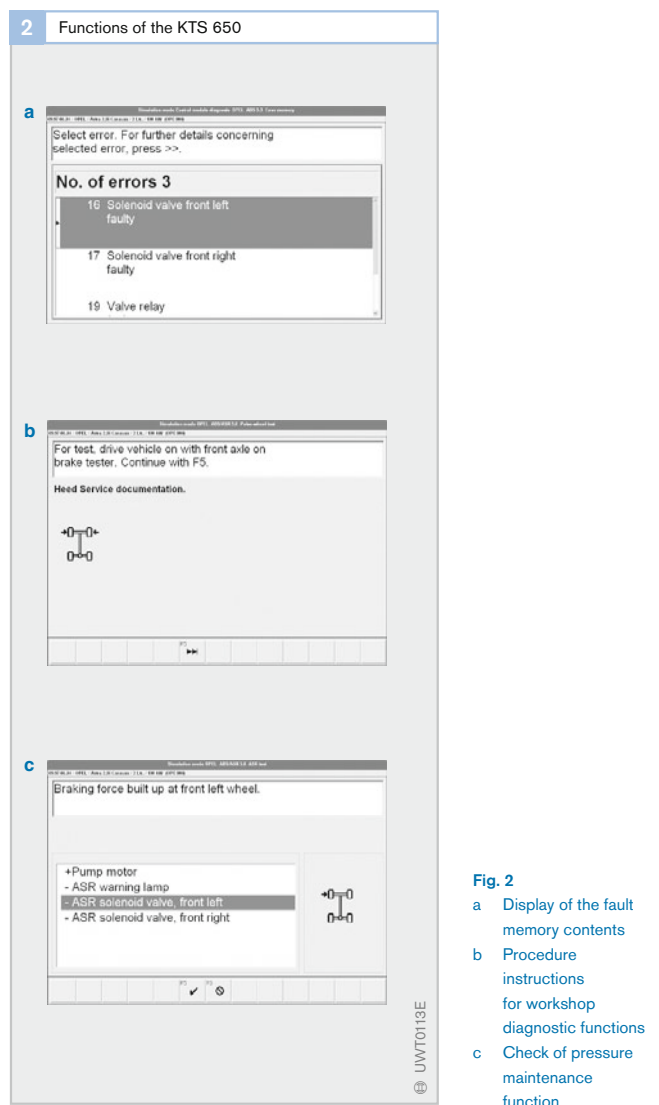 2 Functions of the KTS 650
a
Select error. For further details concerning
selected error, press >>.
No. of errors 3
16 Solenoid valve front left
faulty
17 Solenoid valve front right
faulty
19 Valve relay
b
For test, drive vehicle on with front axle on
brake tester. Continue with F5.
Heed Service documentation.
c
Braking force built up at front left wheel.
+Pump motor
- ASR warning lamp
- ASR solenoid valve, front left
- ASR solenoid valve, front right
UWT0113E
Fig. 2
a Display of the fault
memory contents
b Procedure
instructions
for workshop
diagnostic functions
c Check of pressure
maintenance
function